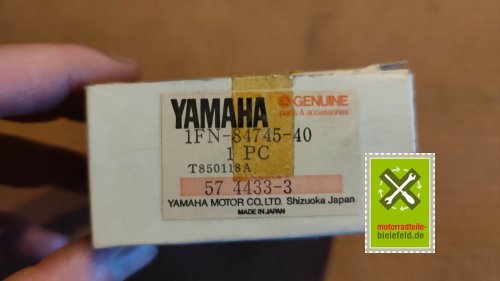 YAMAHA
GENUINE
parts & accessories
1FN-84745-40
1 PC
T850118A
57 4433-3
YAMAHA MOTOR CO., LTD. Shizuoka Japan
MADE IN JAPAN
motorradteile-
bielefeld.de